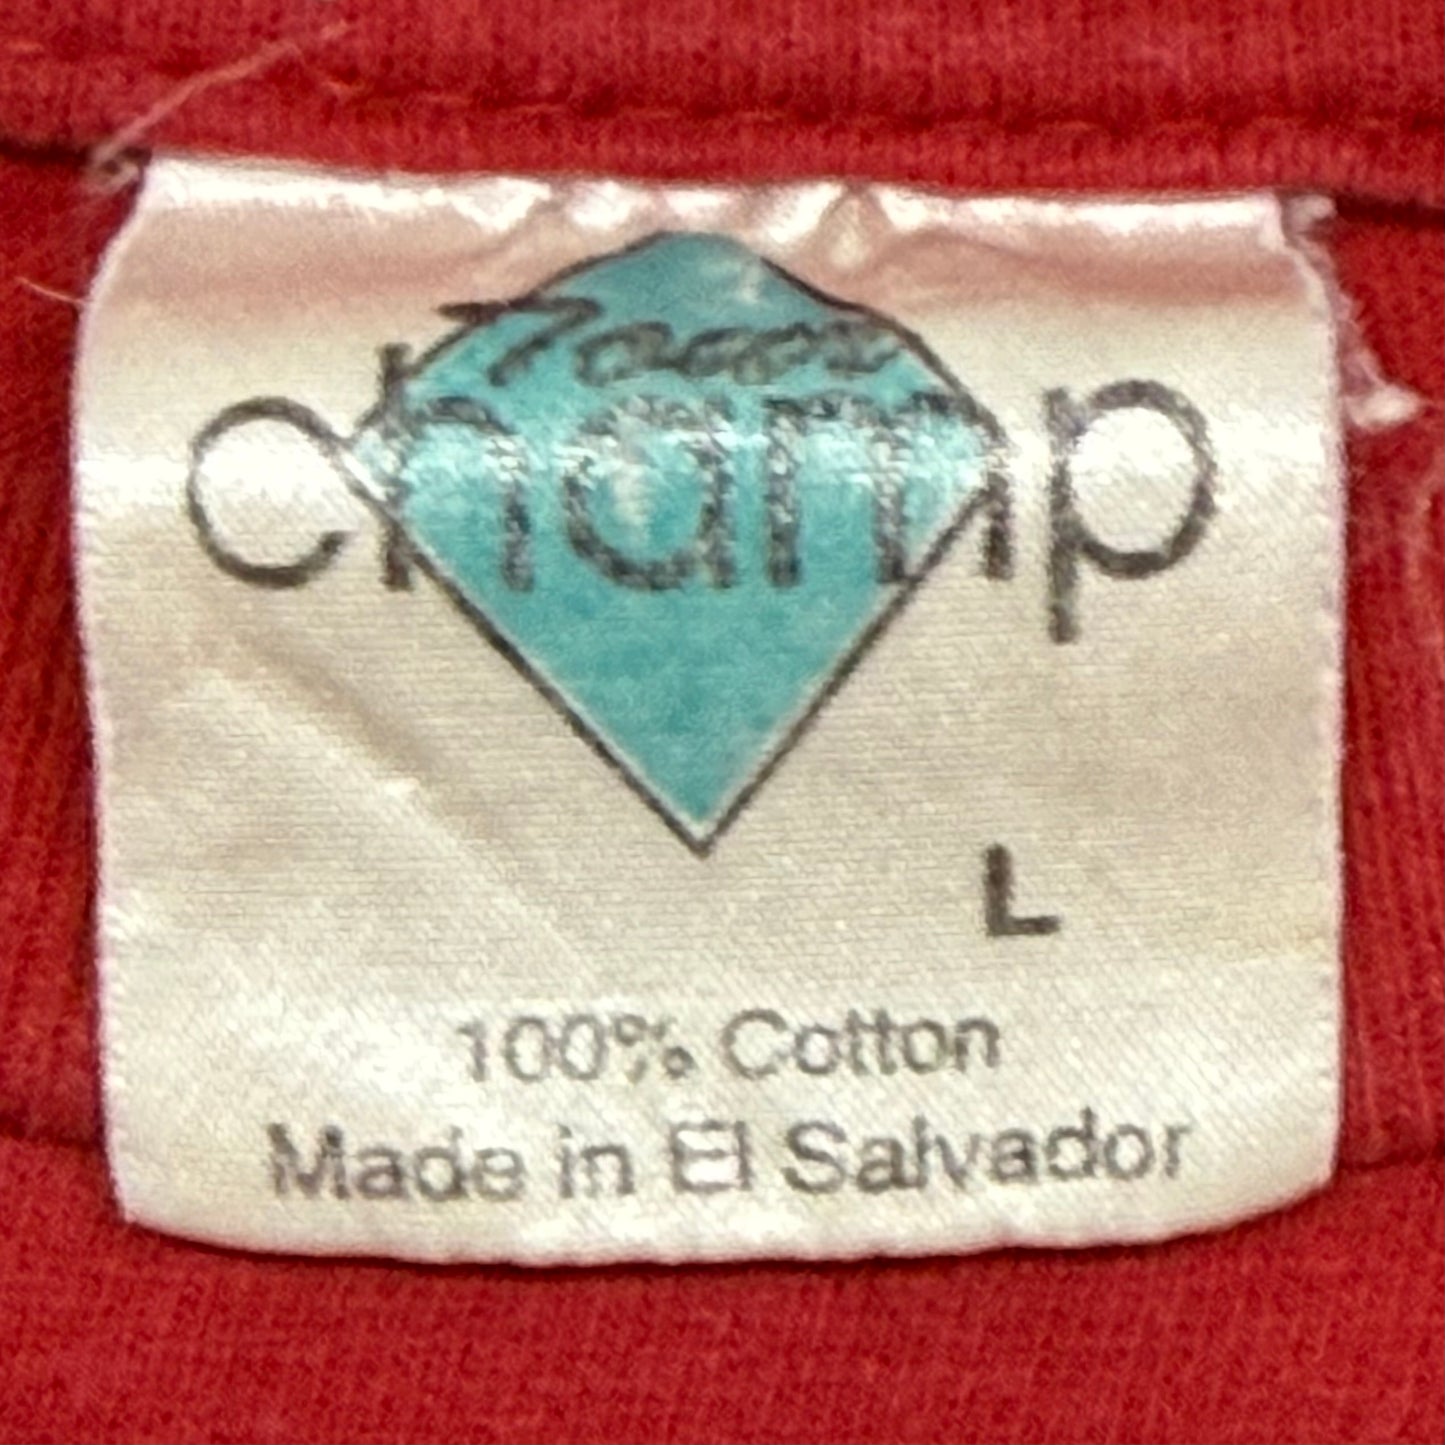 champ
L
100% Cotton
Made in El Salvador